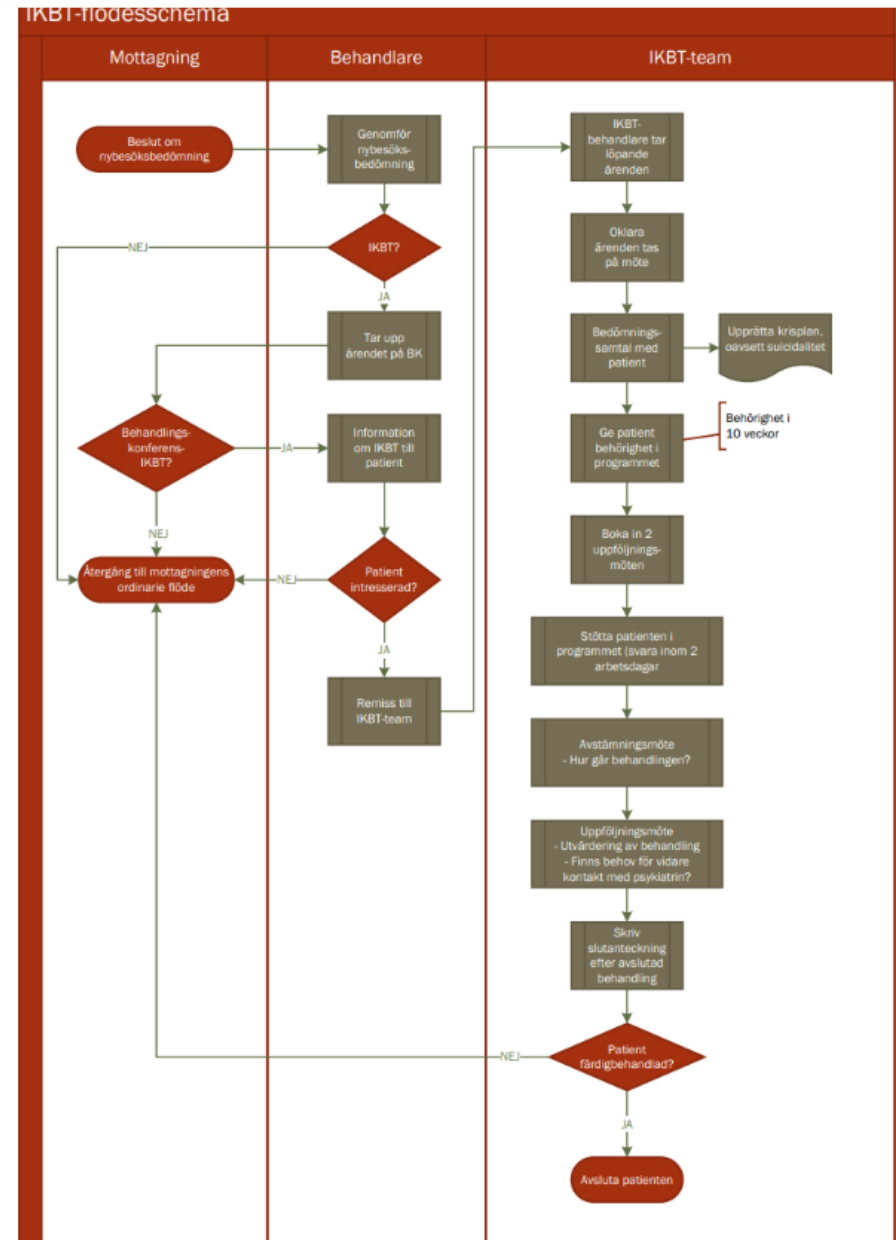 IKBT-flödesschema
Mottagning
Behandlare
IKBT-team
Beslut om
nybesöksbedömning
Genomför
nybesöks-
bedömning
IKBT?
NEJ
JA
Tar upp
ärendet på BK
Behandlings-
konferens-
IKBT?
JA
NEJ
Information
om IKBT till
patient
Patient
intresserad?
NEJ
JA
Återgång till mottagningens
ordinarie flöde
Remiss till
IKBT-team
IKBT-
behandlare tar
löpande
ärenden
Oklara
ärenden tas
på möte
Bedömnings-
samtal med
patient
Upprätta krisplan,
oavsett suicidalitet
Ge patient
behörighet i
programmet
Behörighet i
10 veckor
Boka in 2
uppföljnings-
möten
Stötta patienten i
programmet (svara inom 2
arbetsdagar
Avstämningsmöte
- Hur går behandlingen?
Uppföljningsmöte
- Utvärdering av behandling
- Finns behov för vidare
kontakt med psykiatrin?
Skriv
slutanteckning
efter avslutad
behandling
Patient
färdigbehandlad?
NEJ
JA
Avsluta patienten